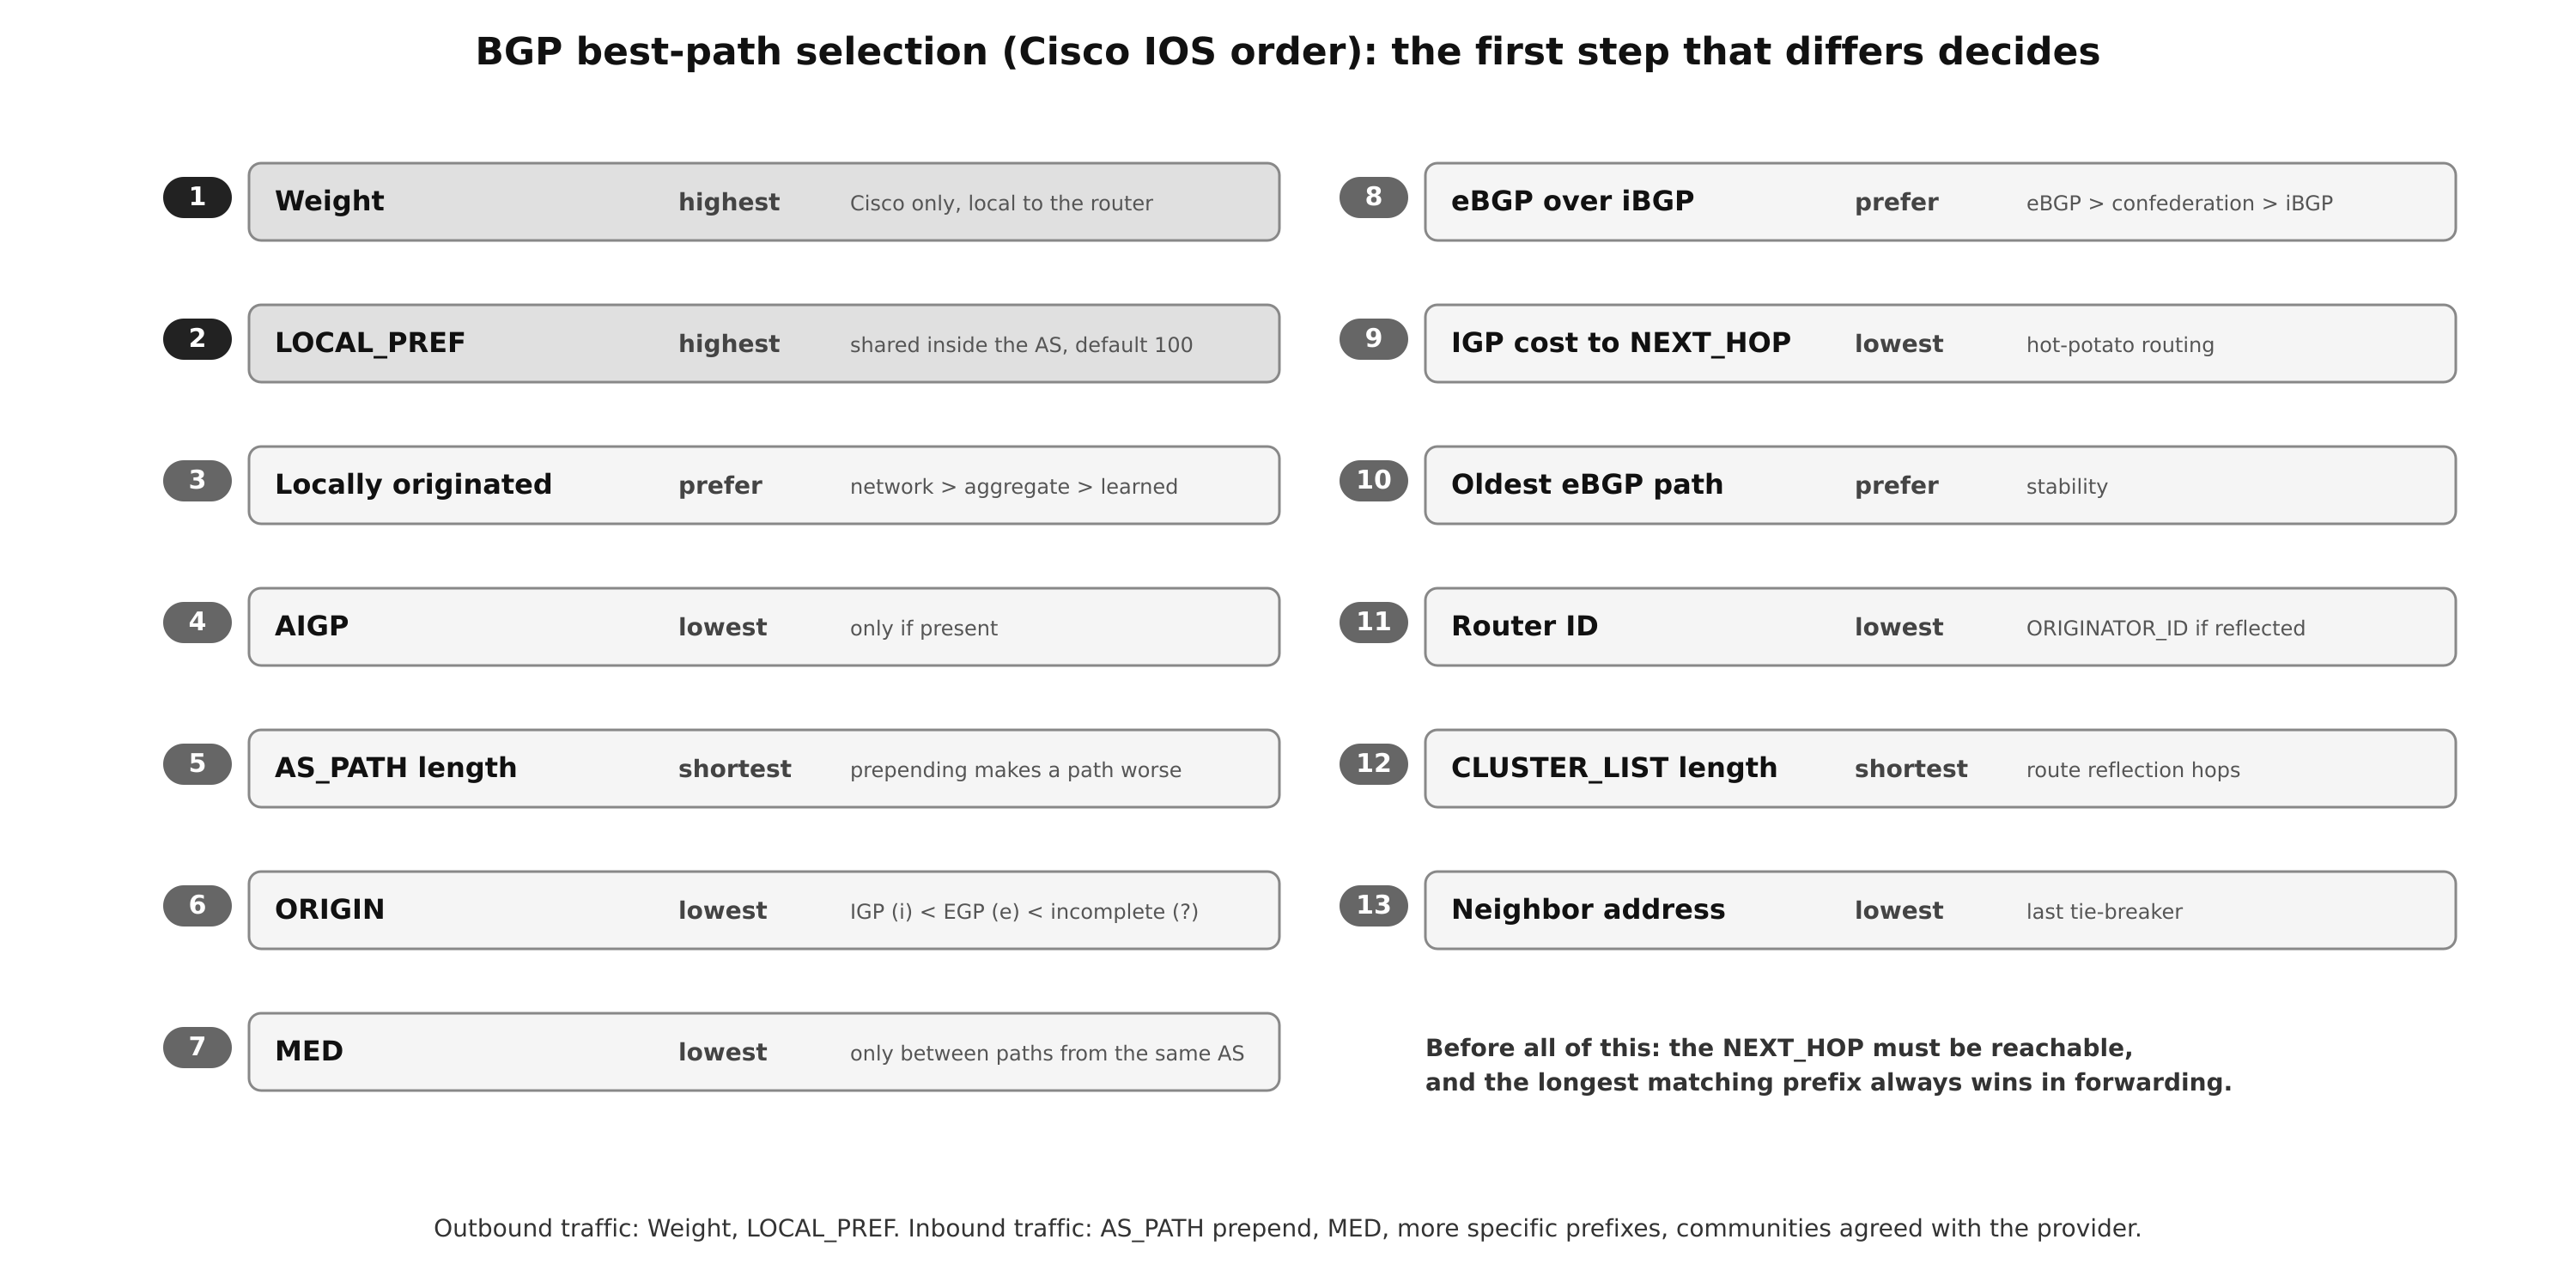 BGP best-path selection (Cisco IOS order): the first step that differs decides
1 Weight highest Cisco only, local to the router
2 LOCAL_PREF highest shared inside the AS, default 100
3 Locally originated prefer network > aggregate > learned
4 AIGP lowest only if present
5 AS_PATH length shortest prepending makes a path worse
6 ORIGIN lowest IGP (i) < EGP (e) < incomplete (?)
7 MED lowest only between paths from the same AS
8 eBGP over iBGP prefer eBGP > confederation > iBGP
9 IGP cost to NEXT_HOP lowest hot-potato routing
10 Oldest eBGP path prefer stability
11 Router ID lowest ORIGINATOR_ID if reflected
12 CLUSTER_LIST length shortest route reflection hops
13 Neighbor address lowest last tie-breaker
Before all of this: the NEXT_HOP must be reachable,
and the longest matching prefix always wins in forwarding.
Outbound traffic: Weight, LOCAL_PREF. Inbound traffic: AS_PATH prepend, MED, more specific prefixes, communities agreed with the provider.